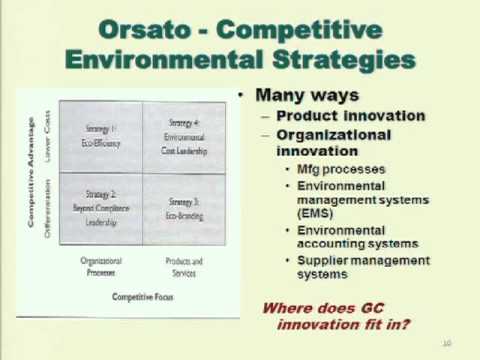 Orsato - Competitive
Environmental Strategies
Competitive Advantage
Lower Costs
Differentiation
Strategy 1:
Eco-Efficiency
Strategy 4:
Environmental
Cost Leadership
Strategy 2:
Beyond Compliance
Leadership
Strategy 3:
Eco-Branding
Organizational
Processes
Products and
Services
Competitive Focus
• Many ways
– Product innovation
– Organizational
innovation
• Mfg processes
• Environmental
management systems
(EMS)
• Environmental
accounting systems
• Supplier management
systems
Where does GC
innovation fit in?
10